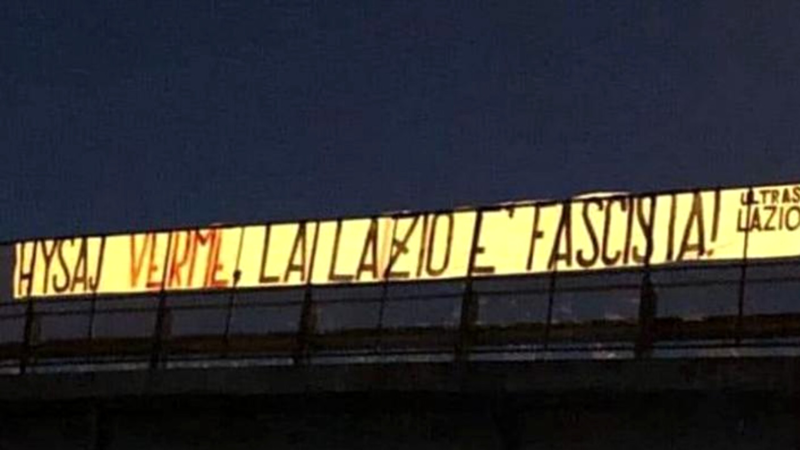 HYSAJ VERME, LA LAZIO E' FASCISTA!
ULTRAS
LAZIO